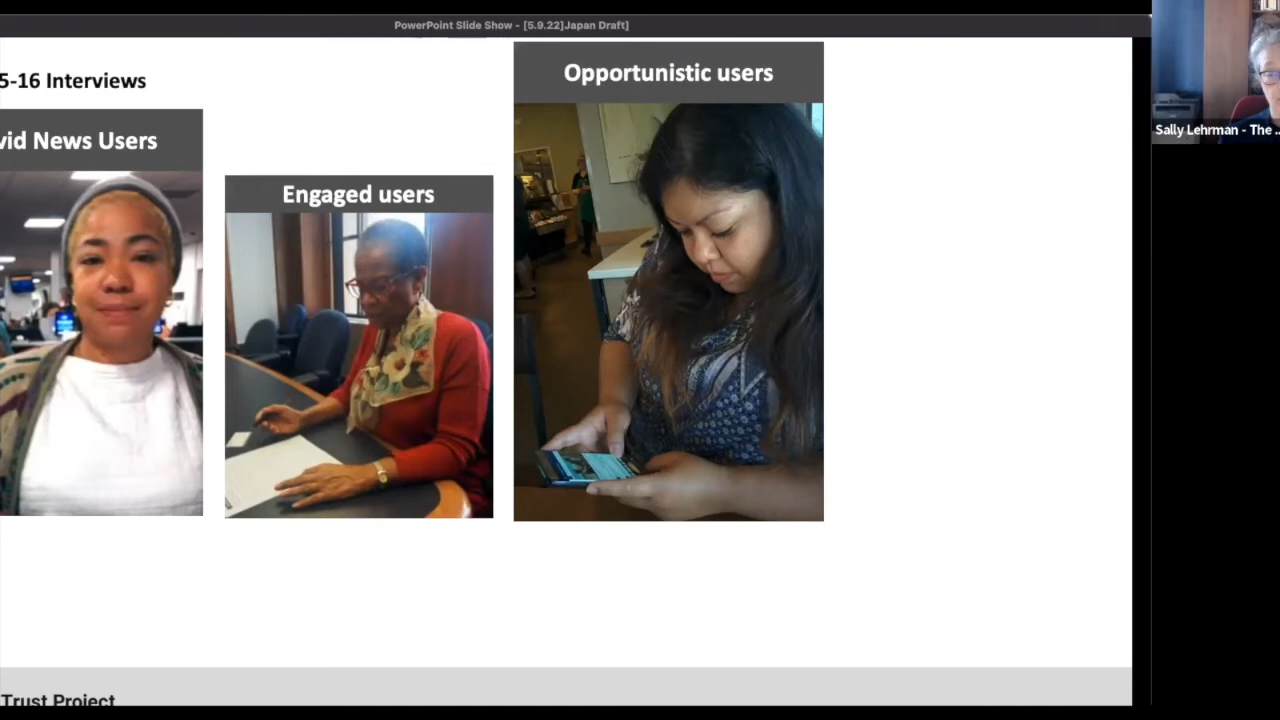 PowerPoint Slide Show - [5.9.22]Japan Draft]
5-16 Interviews
vid News Users
Engaged users
Opportunistic users
Sally Lehrman - The ...
Trust Project